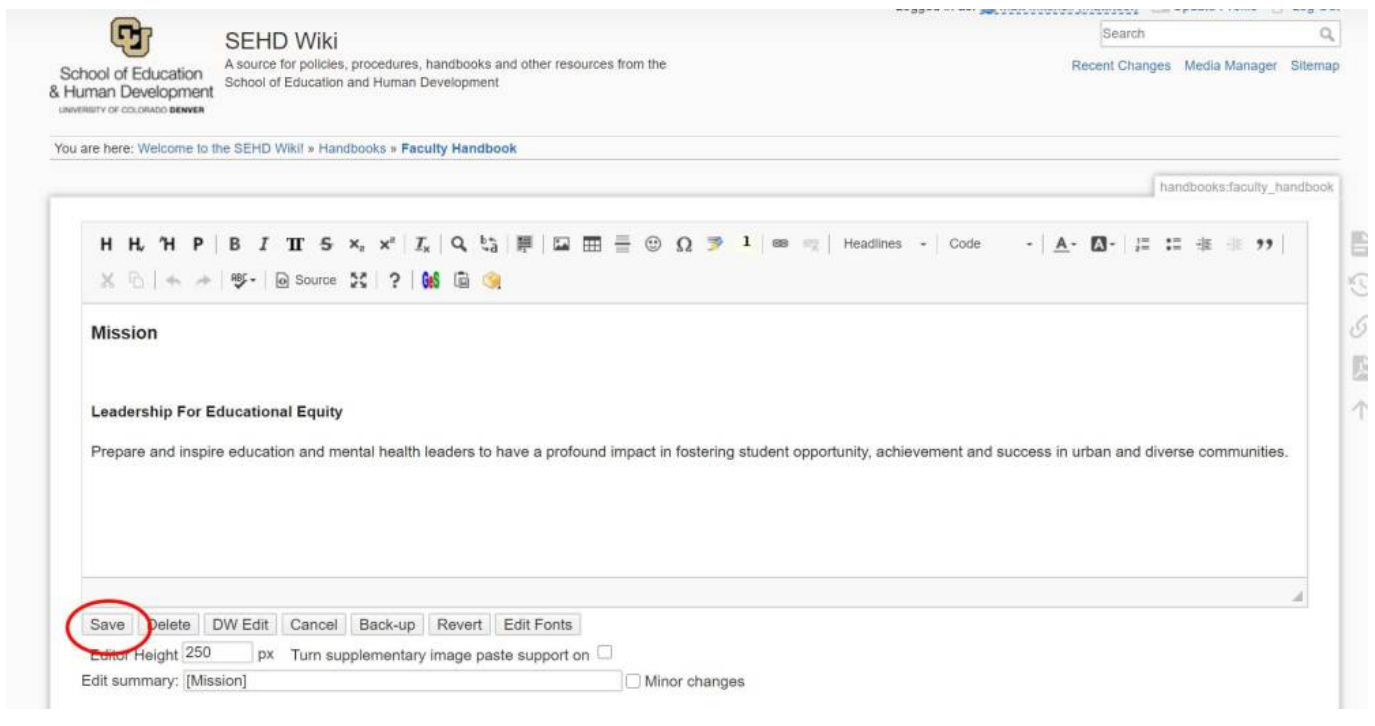 SEHD Wiki
A source for policies, procedures, handbooks and other resources from the
School of Education and Human Development
School of Education
& Human Development
UNIVERSITY OF COLORADO DENVER
Search
Recent Changes Media Manager Sitemap
You are here: Welcome to the SEHD Wiki! » Handbooks » Faculty Handbook
handbooks:faculty_handbook
Headlines Code
Source
Mission
Leadership For Educational Equity
Prepare and inspire education and mental health leaders to have a profound impact in fostering student opportunity, achievement and success in urban and diverse communities.
Save Delete DW Edit Cancel Back-up Revert Edit Fonts
Editor Height 250 px Turn supplementary image paste support on
Edit summary: [Mission] Minor changes